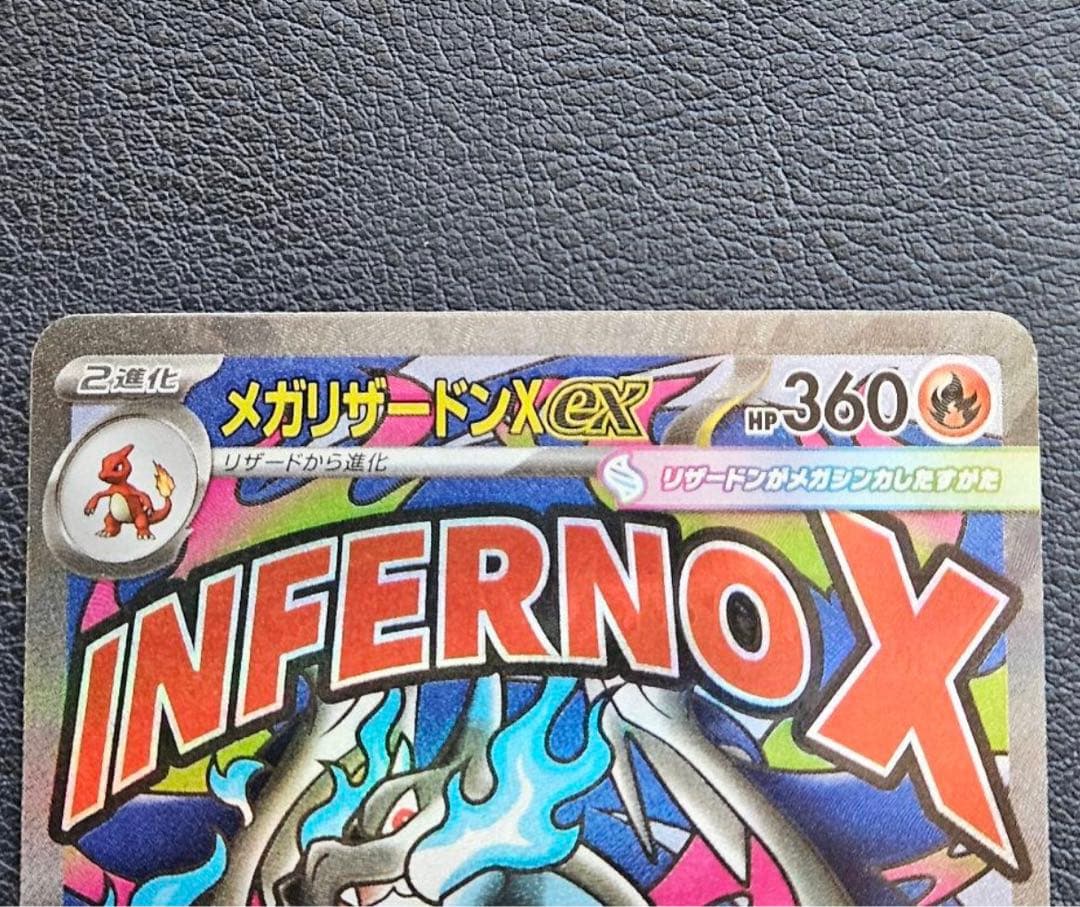 2進化
メガリザードンXex
HP360
リザードから進化
リザードンがメガシンカしたすがた
INFERNO X